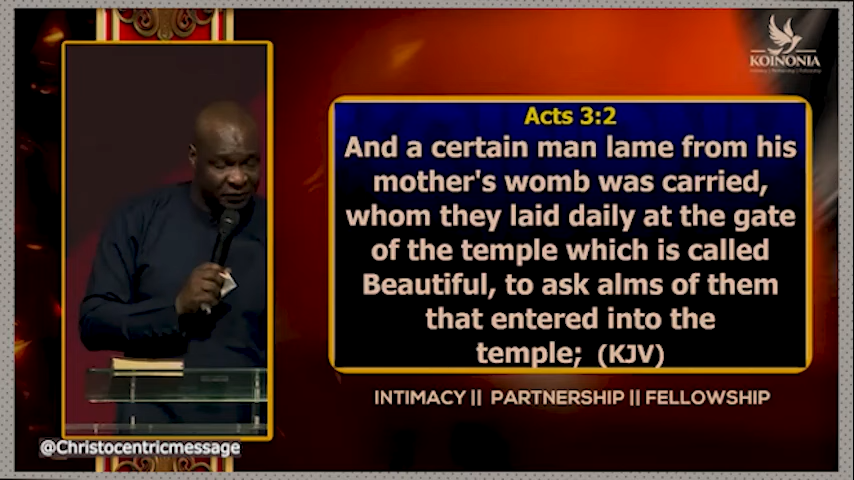 KOINONIA
Acts 3:2
And a certain man lame from his
mother's womb was carried,
whom they laid daily at the gate
of the temple which is called
Beautiful, to ask alms of them
that entered into the
temple; (KJV)
INTIMACY || PARTNERSHIP || FELLOWSHIP
@Christocentricmessage